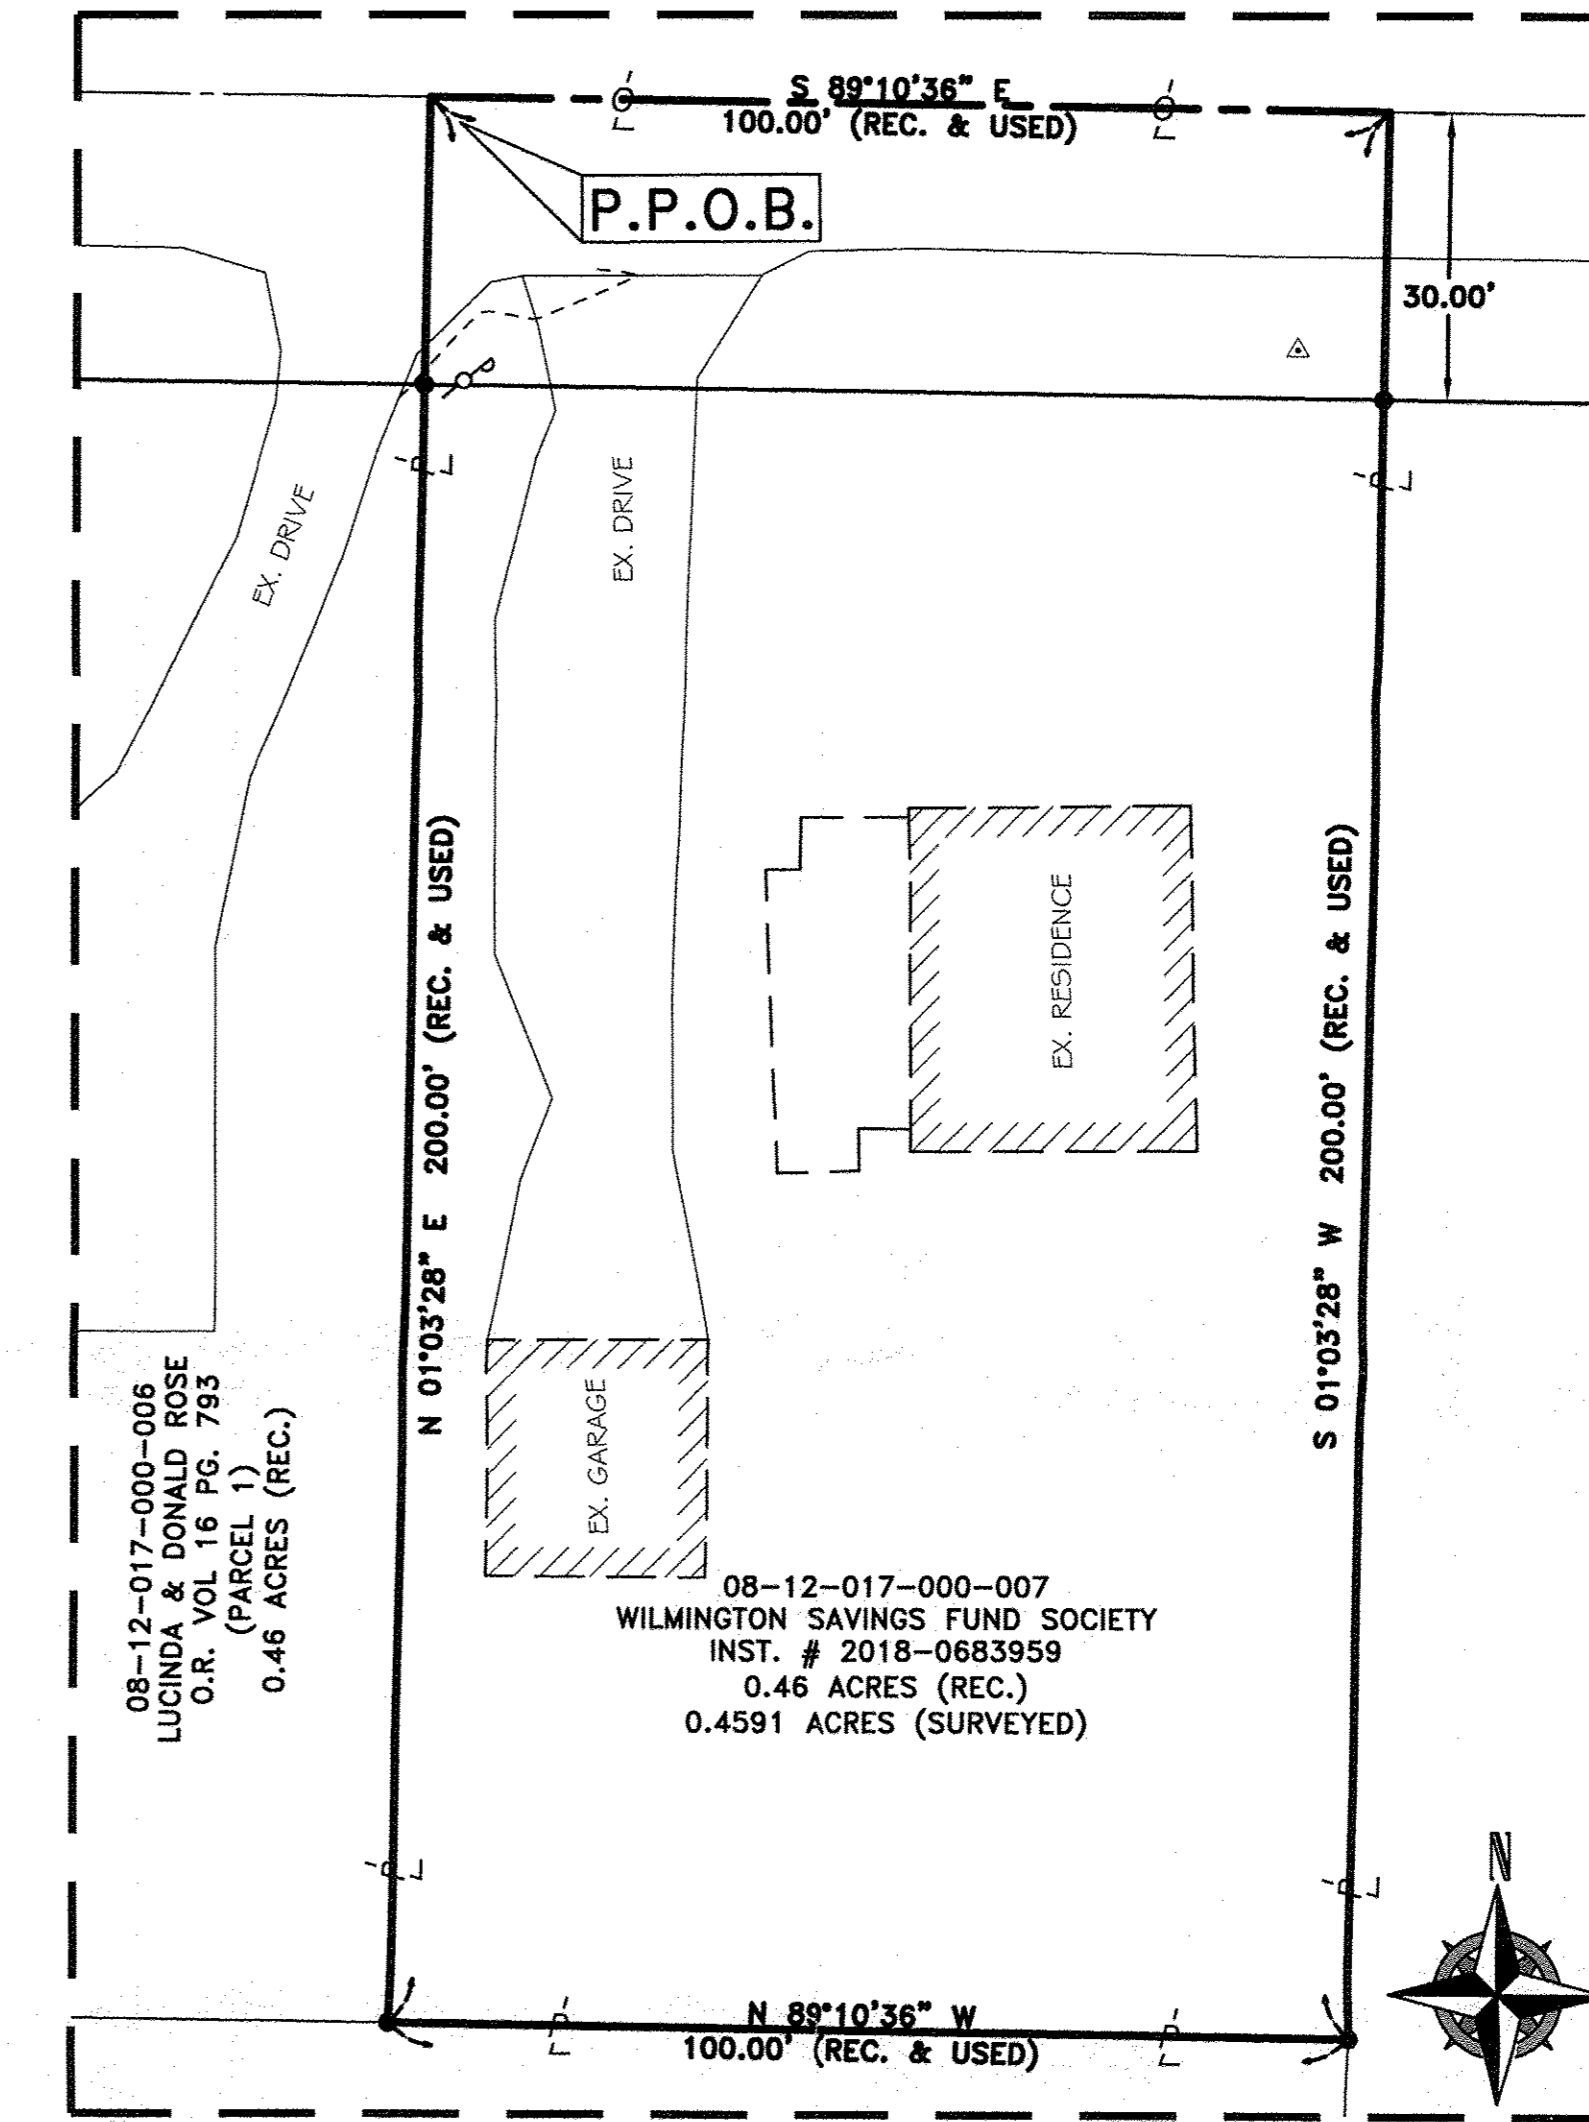 S 89°10'36" E
100.00' (REC. & USED)
P.P.O.B.
30.00'
EX. DRIVE
EX. DRIVE
N 01°03'28" E 200.00' (REC. & USED)
EX. RESIDENCE
S 01°03'28" W 200.00' (REC. & USED)
08-12-017-000-006
LUCINDA & DONALD ROSE
O.R. VOL 16 PG. 793
(PARCEL 1)
0.46 ACRES (REC.)
EX. GARAGE
08-12-017-000-007
WILMINGTON SAVINGS FUND SOCIETY
INST. # 2018-0683959
0.46 ACRES (REC.)
0.4591 ACRES (SURVEYED)
N
N 89°10'36" W
100.00' (REC. & USED)